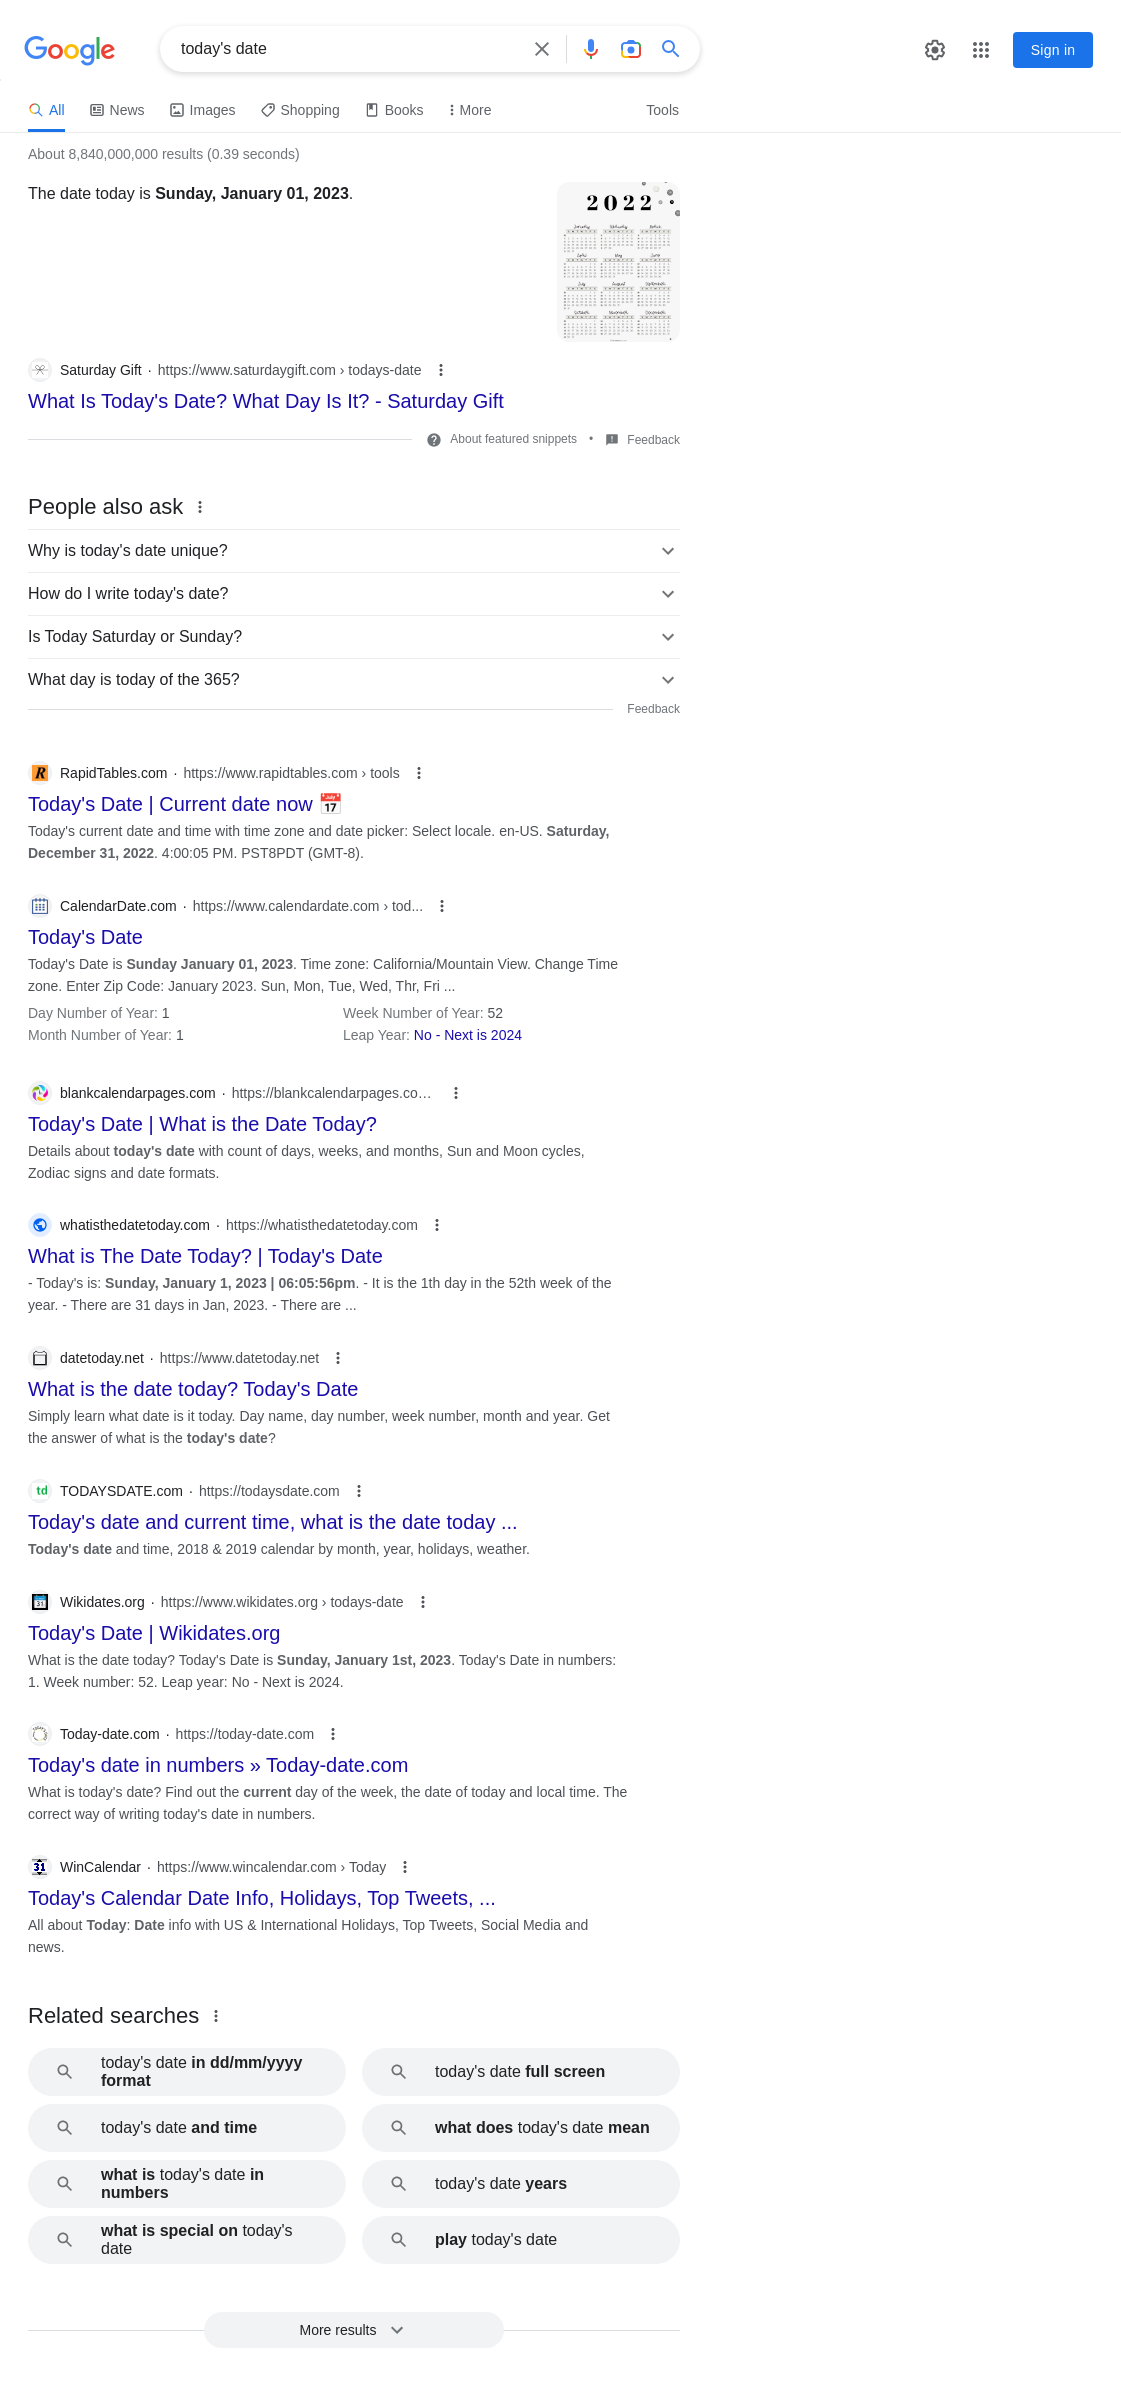 Google
today's date
Sign in
All
News
Images
Shopping
Books
More
Tools
About 8,840,000,000 results (0.39 seconds)
The date today is Sunday, January 01, 2023.
2022
Saturday Gift · https://www.saturdaygift.com › todays-date
What Is Today's Date? What Day Is It? - Saturday Gift
About featured snippets • Feedback
People also ask
Why is today's date unique?
How do I write today's date?
Is Today Saturday or Sunday?
What day is today of the 365?
Feedback
RapidTables.com · https://www.rapidtables.com › tools
Today's Date | Current date now 📅
Today's current date and time with time zone and date picker: Select locale. en-US. Saturday,
December 31, 2022. 4:00:05 PM. PST8PDT (GMT-8).
CalendarDate.com · https://www.calendardate.com › tod...
Today's Date
Today's Date is Sunday January 01, 2023. Time zone: California/Mountain View. Change Time
zone. Enter Zip Code: January 2023. Sun, Mon, Tue, Wed, Thr, Fri ...
Day Number of Year: 1
Week Number of Year: 52
Month Number of Year: 1
Leap Year: No - Next is 2024
blankcalendarpages.com · https://blankcalendarpages.co…
Today's Date | What is the Date Today?
Details about today's date with count of days, weeks, and months, Sun and Moon cycles,
Zodiac signs and date formats.
whatisthedatetoday.com · https://whatisthedatetoday.com
What is The Date Today? | Today's Date
- Today's is: Sunday, January 1, 2023 | 06:05:56pm. - It is the 1th day in the 52th week of the
year. - There are 31 days in Jan, 2023. - There are ...
datetoday.net · https://www.datetoday.net
What is the date today? Today's Date
Simply learn what date is it today. Day name, day number, week number, month and year. Get
the answer of what is the today's date?
td
TODAYSDATE.com · https://todaysdate.com
Today's date and current time, what is the date today ...
Today's date and time, 2018 & 2019 calendar by month, year, holidays, weather.
31
Wikidates.org · https://www.wikidates.org › todays-date
Today's Date | Wikidates.org
What is the date today? Today's Date is Sunday, January 1st, 2023. Today's Date in numbers:
1. Week number: 52. Leap year: No - Next is 2024.
Today-date.com · https://today-date.com
Today's date in numbers » Today-date.com
What is today's date? Find out the current day of the week, the date of today and local time. The
correct way of writing today's date in numbers.
31
WinCalendar · https://www.wincalendar.com › Today
Today's Calendar Date Info, Holidays, Top Tweets, ...
All about Today: Date info with US & International Holidays, Top Tweets, Social Media and
news.
Related searches
today's date in dd/mm/yyyy
format
today's date full screen
today's date and time
what does today's date mean
what is today's date in
numbers
today's date years
what is special on today's
date
play today's date
More results